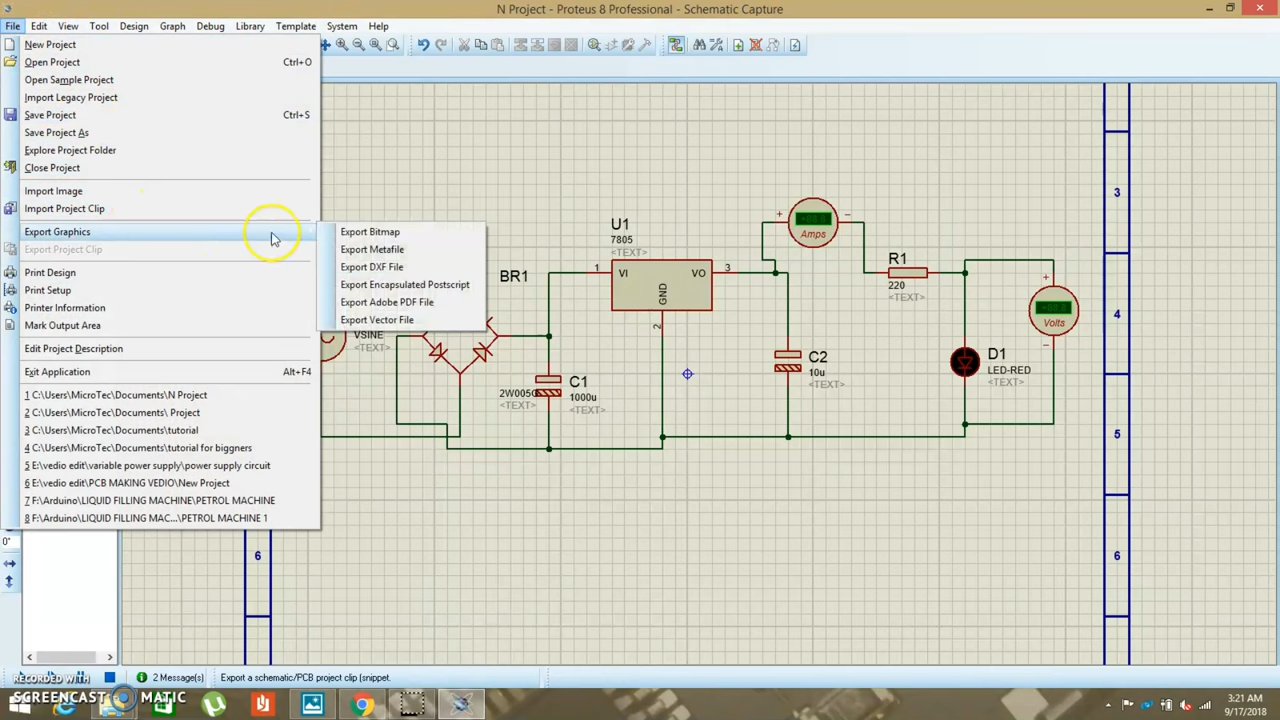 N Project - Proteus 8 Professional - Schematic Capture
File Edit View Tool Design Graph Debug Library Template System Help
New Project
Open Project Ctrl+O
Open Sample Project
Import Legacy Project
Save Project Ctrl+S
Save Project As
Explore Project Folder
Close Project
Import Image
Import Project Clip
Export Graphics
Export Project Clip
Print Design
Print Setup
Printer Information
Mark Output Area
Edit Project Description
Exit Application Alt+F4
1 C:\Users\MicroTec\Documents\N Project
2 C:\Users\MicroTec\Documents\ Project
3 C:\Users\MicroTec\Documents\tutorial
4 C:\Users\MicroTec\Documents\tutorial for biggners
5 E:\vedio edit\variable power supply\power supply circuit
6 E:\vedio edit\PCB MAKING VEDIO\New Project
7 F:\Arduino\LIQUID FILLING MACHINE\PETROL MACHINE
8 F:\Arduino\LIQUID FILLING MAC...\PETROL MACHINE 1
Export Bitmap
Export Metafile
Export DXF File
Export Encapsulated Postscript
Export Adobe PDF File
Export Vector File
VSINE
<TEXT>
BR1
2W005G
<TEXT>
C1
1000u
<TEXT>
U1
7805
<TEXT>
1 VI VO 3
GND
2
+ −
Amps
C2
10u
<TEXT>
R1
220
<TEXT>
D1
LED-RED
<TEXT>
+
Volts
−
3
4
5
6
6
0°
2 Message(s) Export a schematic/PCB project clip (snippet.
RECORDED WITH
SCREENCAST MATIC
3:21 AM
9/17/2018